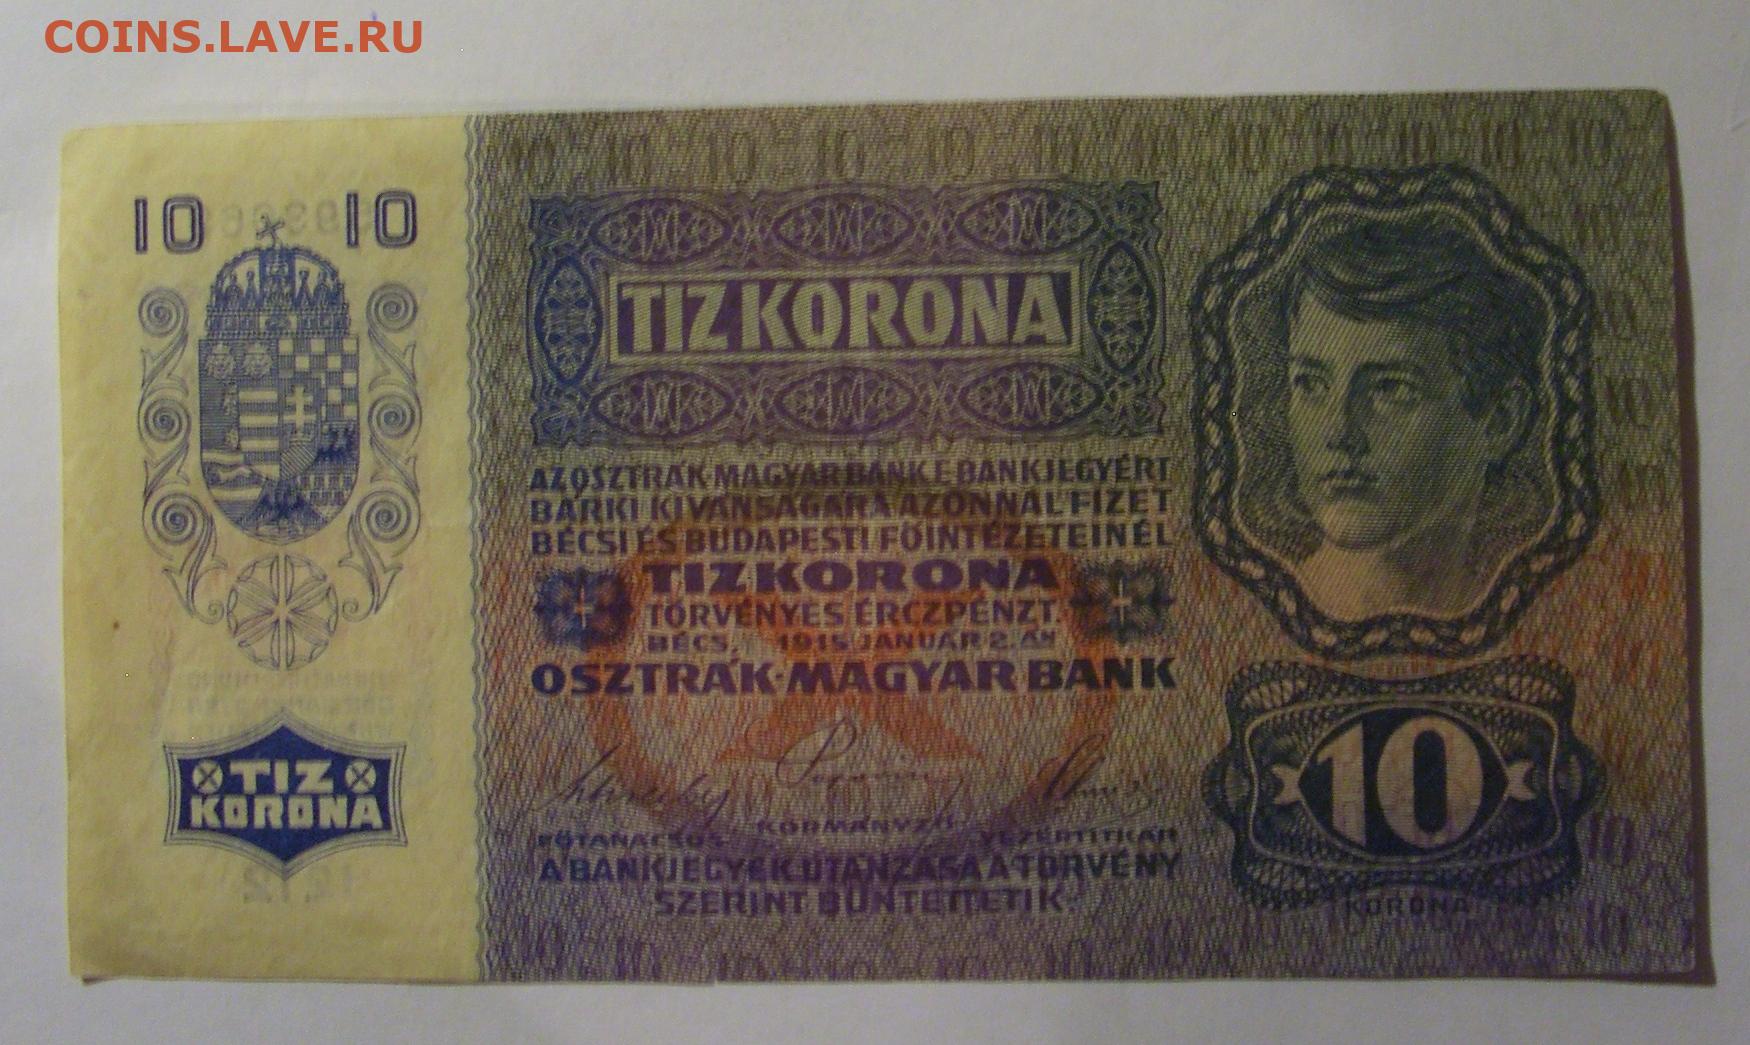 COINS.LAVE.RU
10 10
TIZ KORONA
AZ OSZTRÁK-MAGYAR BANK E BANKJEGYÉRT
BÁRKI KIVÁNSÁGÁRA AZONNAL FIZET
BÉCSI ÉS BUDAPESTI FŐINTÉZETEINÉL
TIZ KORONA
TÖRVÉNYES ÉRCZPÉNZT.
BÉCS, 1915 JANUÁR 2.ÁN
OSZTRÁK-MAGYAR BANK
FŐTANÁCSOS KORMÁNYZÓ VEZÉRTITKÁR
A BANKJEGYEK UTÁNZÁSA A TÖRVÉNY
SZERINT BÜNTETTETIK.
TIZ
KORONA
10
KORONA